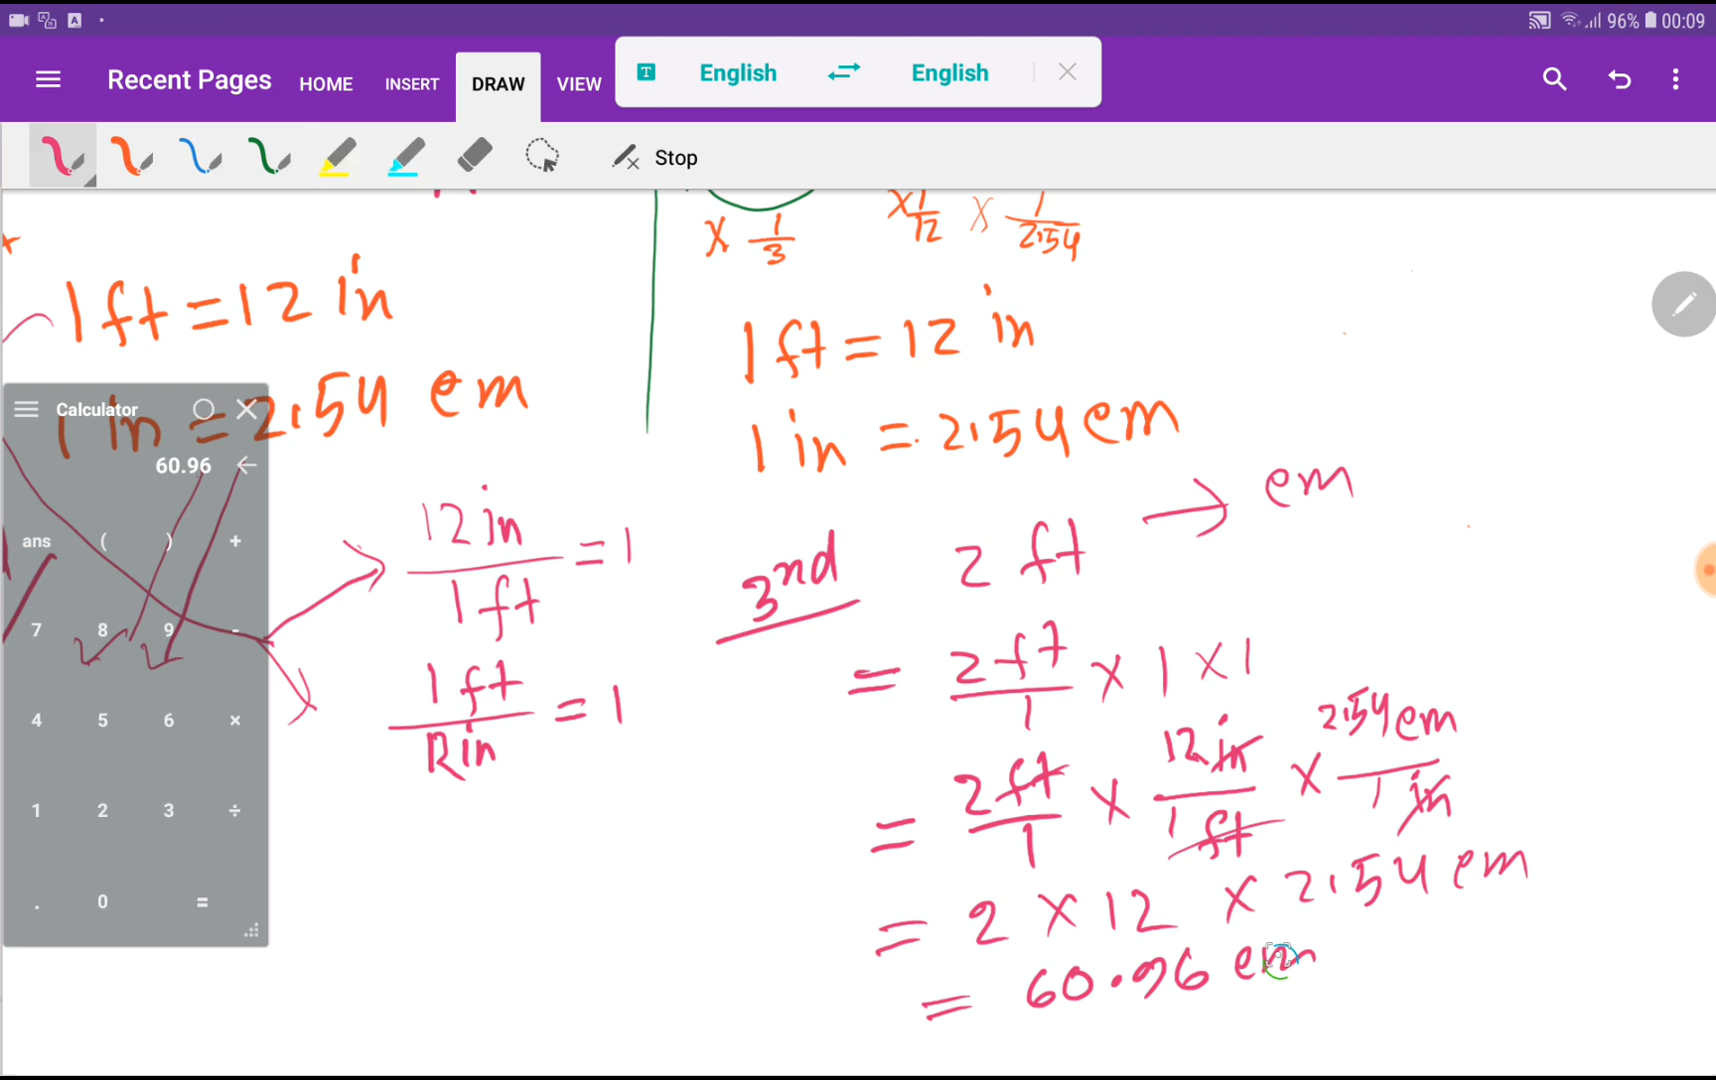 96% 00:09
Recent Pages HOME INSERT DRAW VIEW
English English
Stop
× 1/3 × 1/12 × 1/2.54
1 ft = 12 in
1 in = 2.54 cm
1 ft = 12 in
1 in = 2.54 cm
Calculator
60.96
ans ( ) +
7 8 9 -
4 5 6 ×
1 2 3 ÷
. 0 =
12 in / 1 ft = 1
1 ft / 12 in = 1
3nd 2 ft → cm
= 2 ft / 1 × 1 × 1
= 2 ft / 1 × 12 in / 1 ft × 2.54 cm / 1 in
= 2 × 12 × 2.54 cm
= 60.96 cm